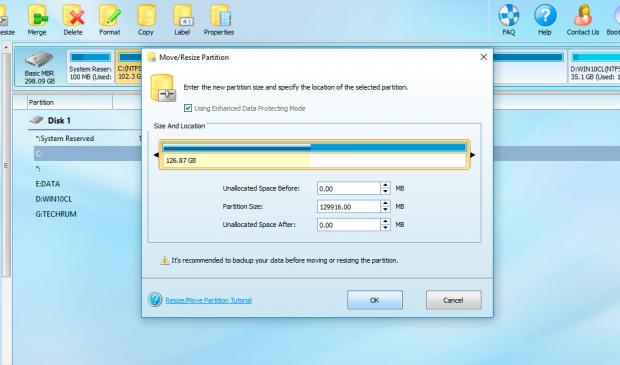 Merge Delete Format Copy Label Properties FAQ Help Contact Us
Basic MBR
298.09 GB
System Reserv
100 MB (Used:
C:(NTFS
102.3 G
D:WIN10CL(NTFS
35.1 GB (Used:
Move/Resize Partition
Enter the new partition size and specify the location of the selected partition.
Using Enhanced Data Protecting Mode
Size And Location
126.87 GB
Unallocated Space Before: 0.00 MB
Partition Size: 129916.00 MB
Unallocated Space After: 0.00 MB
It's recommended to backup your data before moving or resizing the partition.
Resize/Move Partition Tutorial
OK
Cancel
Partition
Disk 1
*:System Reserved
C:
*:
E:DATA
D:WIN10CL
G:TECHRUM